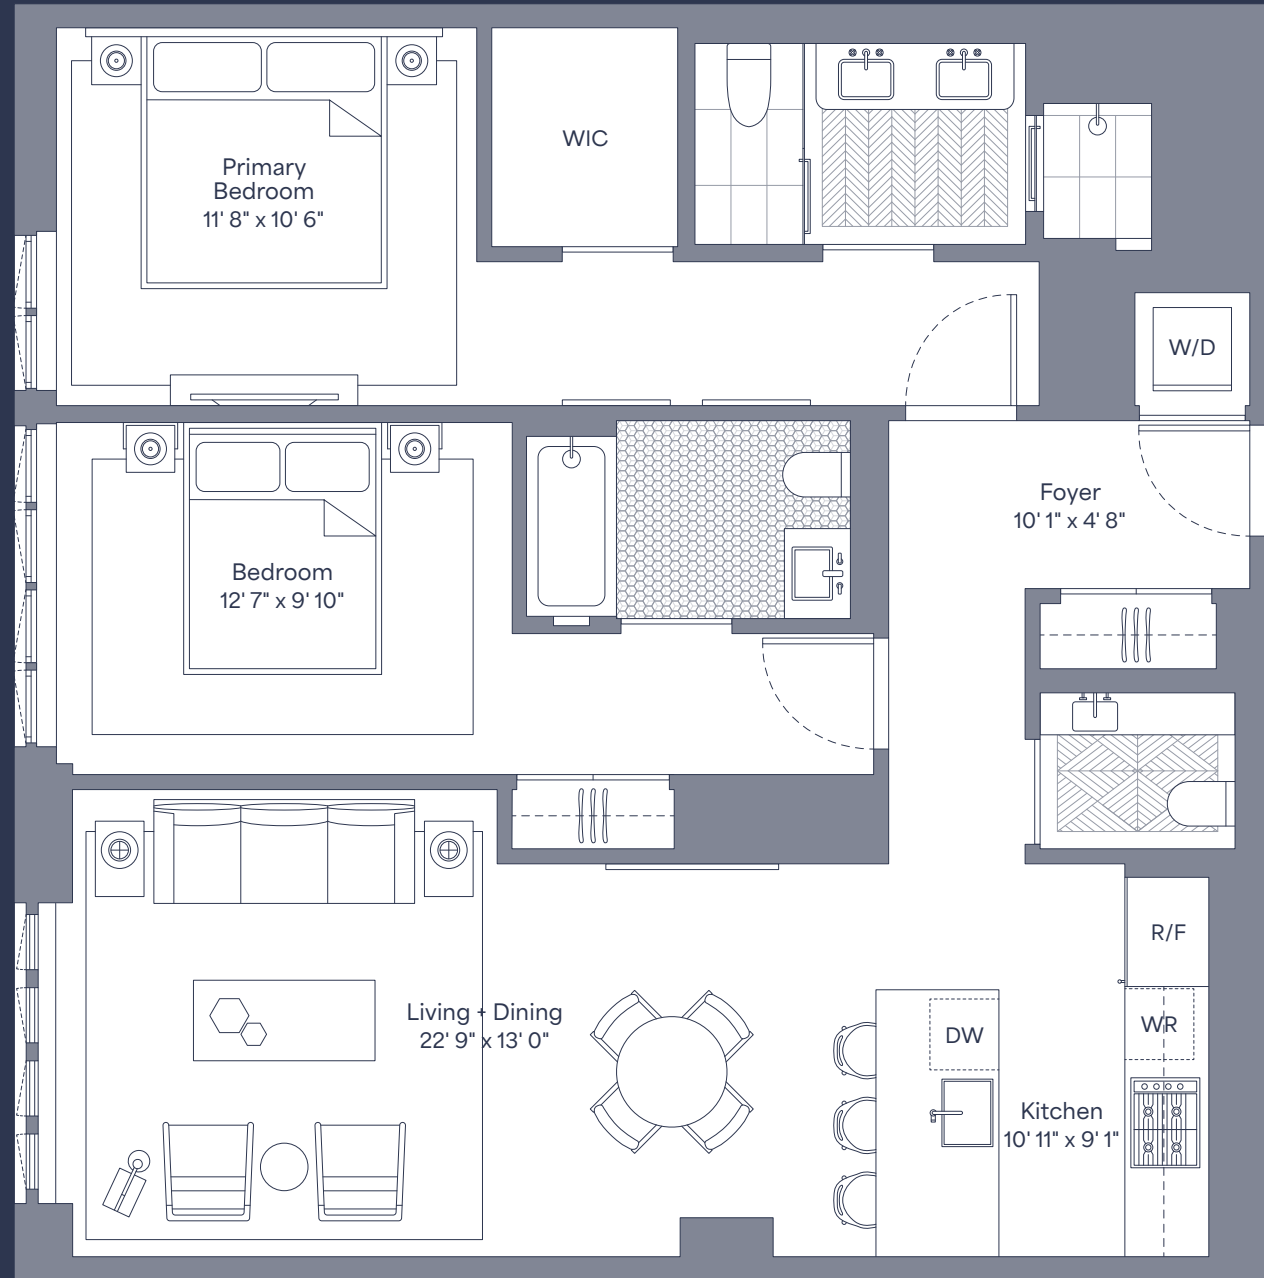 WIC
Primary
Bedroom
11' 8" x 10' 6"
W/D
Foyer
10' 1" x 4' 8"
Bedroom
12' 7" x 9' 10"
R/F
Living + Dining
22' 9" x 13' 0"
DW
WR
Kitchen
10' 11" x 9' 1"